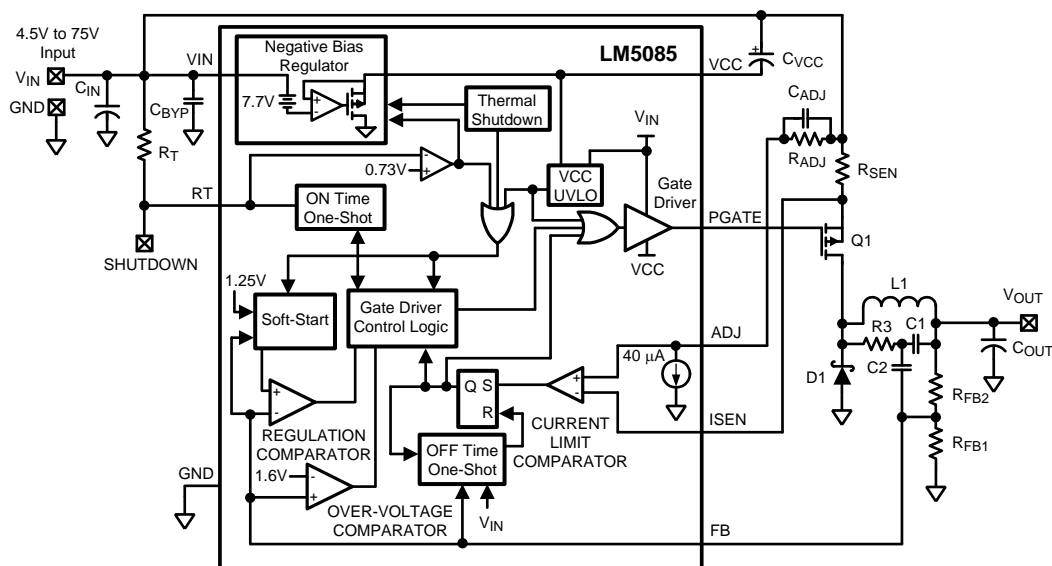 4.5V to 75V
Input
VIN
GND
CIN
CBYP
RT
SHUTDOWN
VIN
RT
GND
LM5085
Negative Bias
Regulator
7.7V
Thermal
Shutdown
0.73V
ON Time
One-Shot
VCC
UVLO
VIN
Gate
Driver
VCC
1.25V
Soft-Start
Gate Driver
Control Logic
+
-
REGULATION
COMPARATOR
1.6V
-
+
OVER-VOLTAGE
COMPARATOR
Q S
R
OFF Time
One-Shot
VIN
CURRENT
LIMIT
COMPARATOR
+
-
40 µA
VCC
PGATE
ADJ
ISEN
FB
CVCC
CADJ
RADJ
RSEN
Q1
L1
R3
C1
C2
D1
VOUT
COUT
RFB2
RFB1